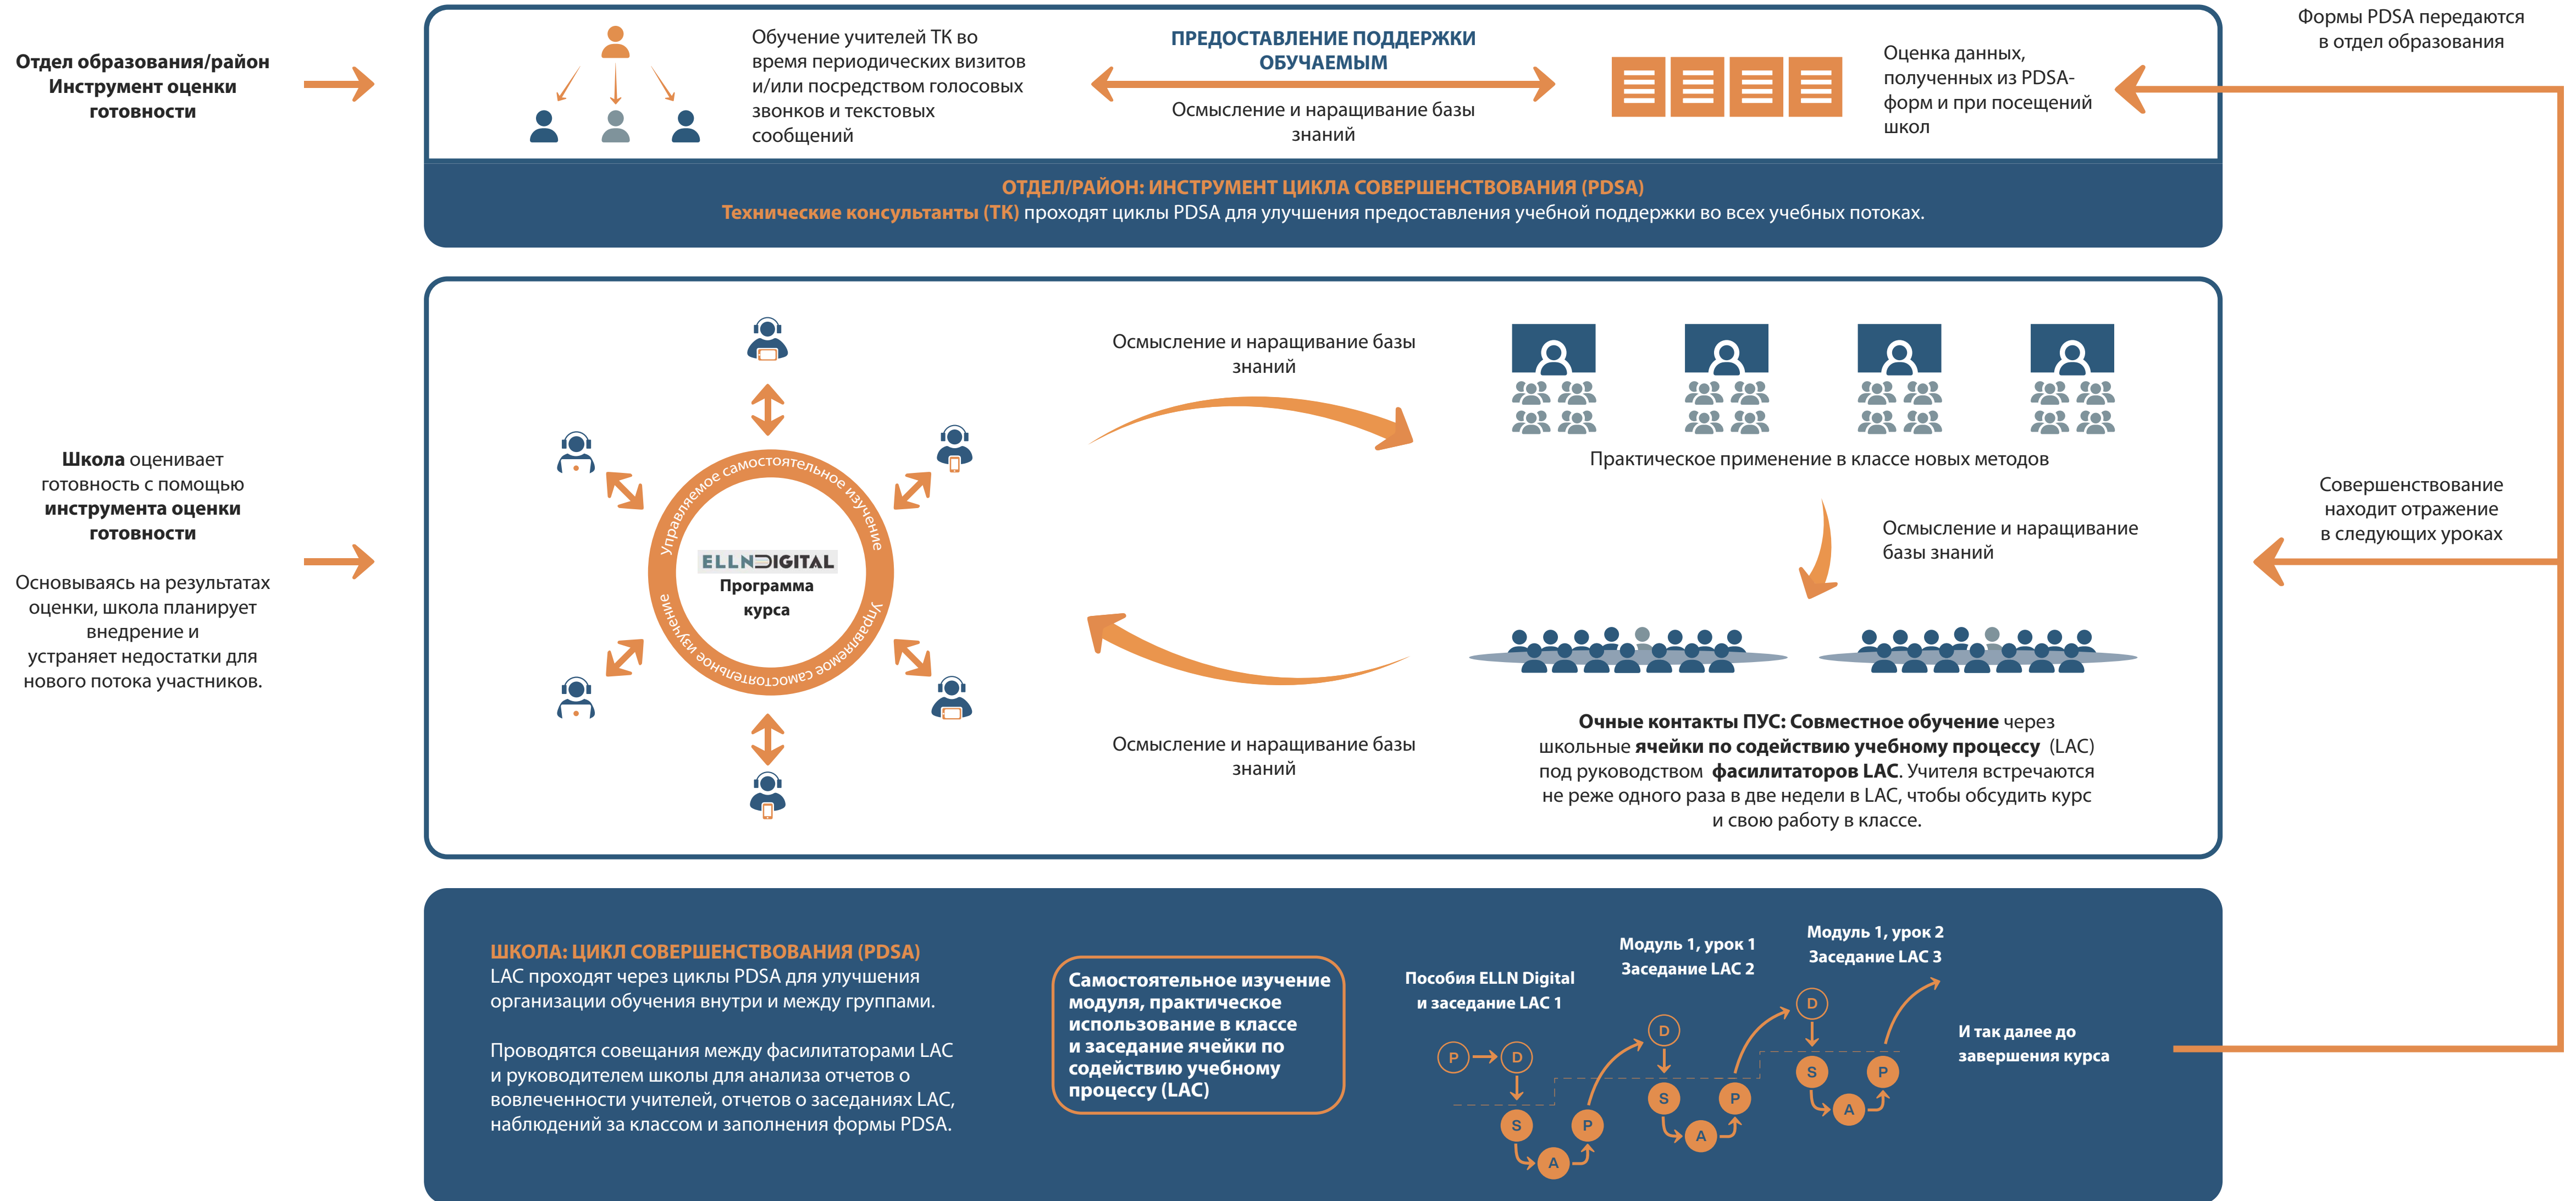 Отдел образования/район
Инструмент оценки
готовности
Обучение учителей ТК во
время периодических визитов
и/или посредством голосовых
звонков и текстовых
сообщений
ПРЕДОСТАВЛЕНИЕ ПОДДЕРЖКИ
ОБУЧАЕМЫМ
Осмысление и наращивание базы
знаний
Оценка данных,
полученных из PDSA-
форм и при посещений
школ
Формы PDSA передаются
в отдел образования
ОТДЕЛ/РАЙОН: ИНСТРУМЕНТ ЦИКЛА СОВЕРШЕНСТВОВАНИЯ (PDSA)
Технические консультанты (ТК) проходят циклы PDSA для улучшения предоставления учебной поддержки во всех учебных потоках.
Школа оценивает
готовность с помощью
инструмента оценки
готовности
Основываясь на результатах
оценки, школа планирует
внедрение и
устраняет недостатки для
нового потока участников.
Управляемое самостоятельное изучение
ELLNDIGITAL
Программа
курса
Управляемое самостоятельное изучение
Осмысление и наращивание базы
знаний
Практическое применение в классе новых методов
Осмысление и наращивание
базы знаний
Осмысление и наращивание базы
знаний
Очные контакты ПУС: Совместное обучение через
школьные ячейки по содействию учебному процессу (LAC)
под руководством фасилитаторов LAC. Учителя встречаются
не реже одного раза в две недели в LAC, чтобы обсудить курс
и свою работу в классе.
Совершенствование
находит отражение
в следующих уроках
ШКОЛА: ЦИКЛ СОВЕРШЕНСТВОВАНИЯ (PDSA)
LAC проходят через циклы PDSA для улучшения
организации обучения внутри и между группами.
Проводятся совещания между фасилитаторами LAC
и руководителем школы для анализа отчетов о
вовлеченности учителей, отчетов о заседаниях LAC,
наблюдений за классом и заполнения формы PDSA.
Самостоятельное изучение
модуля, практическое
использование в классе
и заседание ячейки по
содействию учебному
процессу (LAC)
Пособия ELLN Digital
и заседание LAC 1
P D
S P
A
Модуль 1, урок 1
Заседание LAC 2
D
S P
A
Модуль 1, урок 2
Заседание LAC 3
D
S P
A
И так далее до
завершения курса